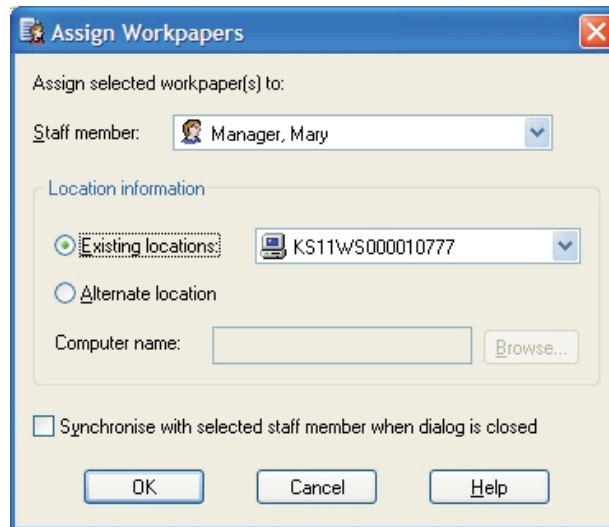 Assign Workpapers
Assign selected workpaper(s) to:
Staff member: Manager, Mary
Location information
Existing locations: KS11WS000010777
Alternate location
Computer name: Browse...
Synchronise with selected staff member when dialog is closed
OK Cancel Help